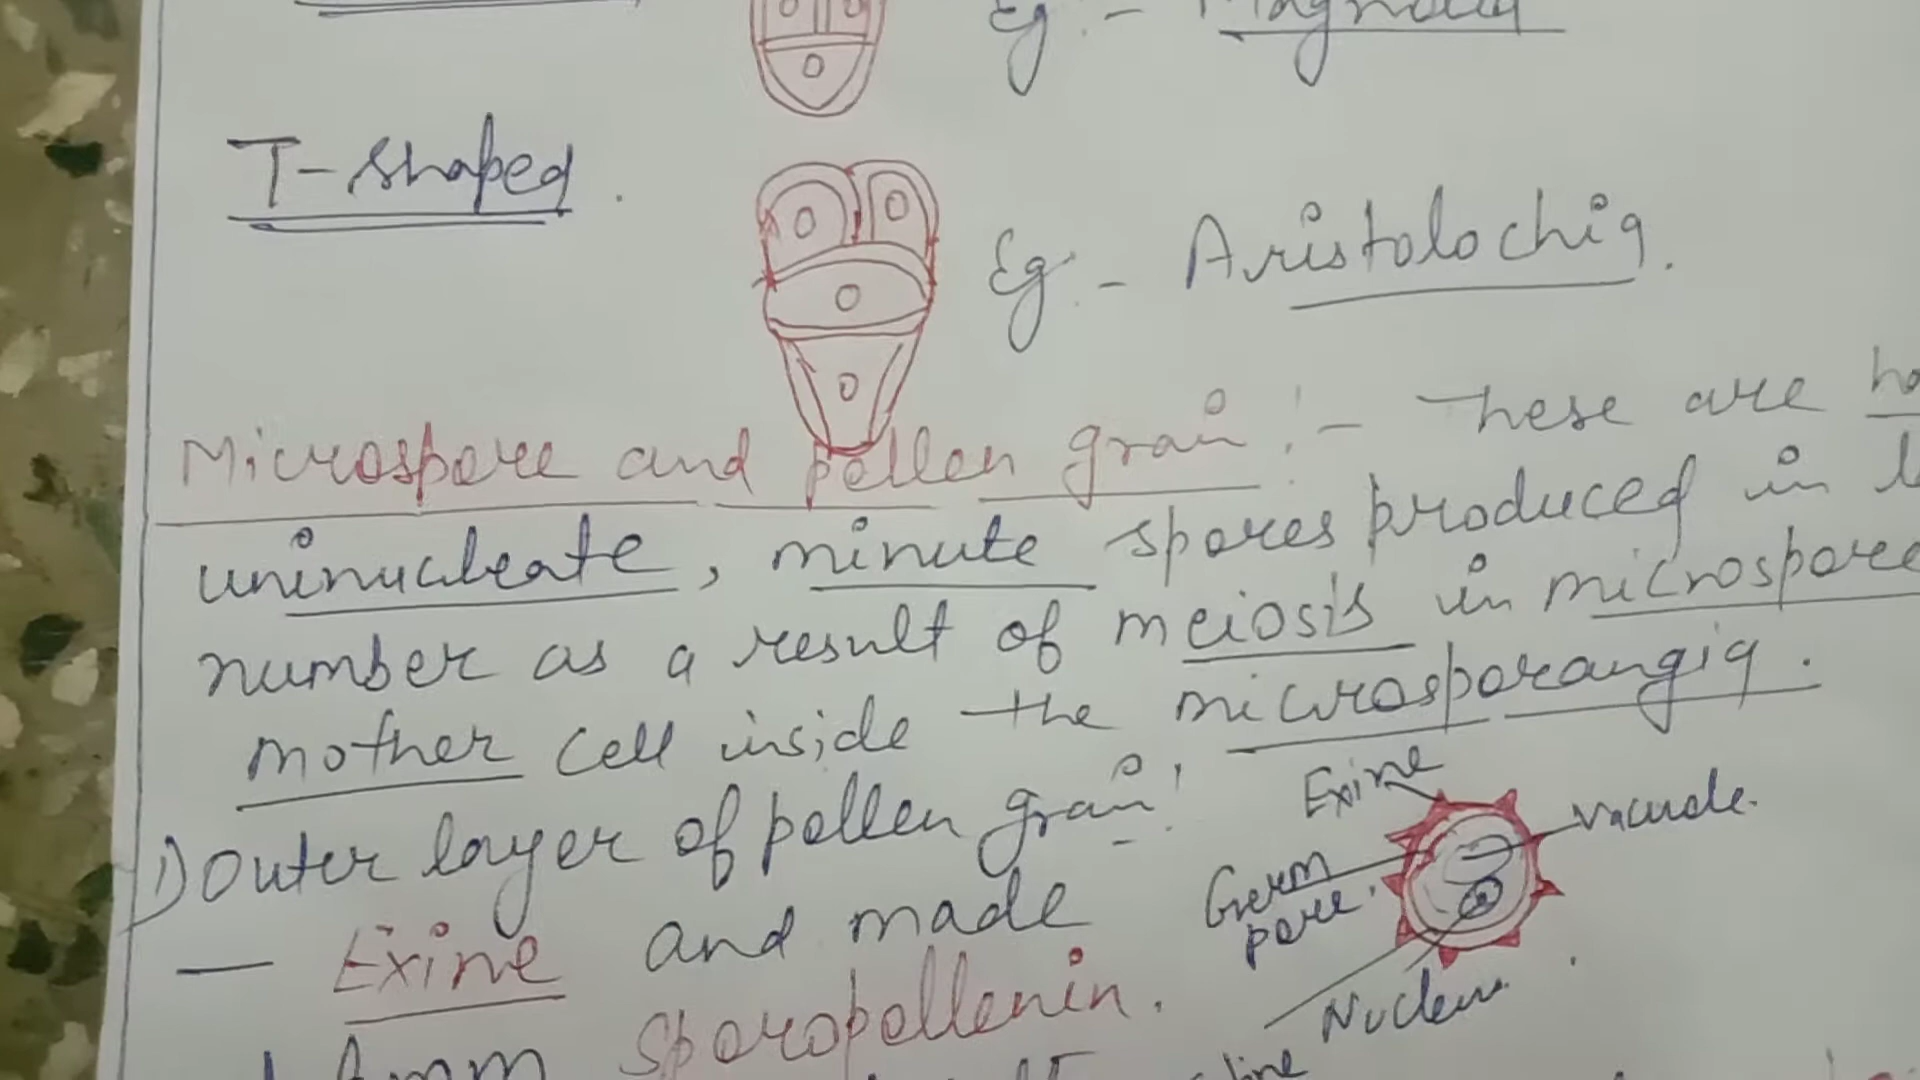 Eg :- Magnolia
T-shaped .
Eg :- Aristolochia.
Microspore and pollen grain :- These are
uninucleate, minute spores produced in
number as a result of meiosis in microspore
mother cell inside the microsporangia.
Exine
1) Outer layer of pollen grain :-
vacuole.
Germ
pore.
— Exine and made
Nucleus.
Sporopollenin.